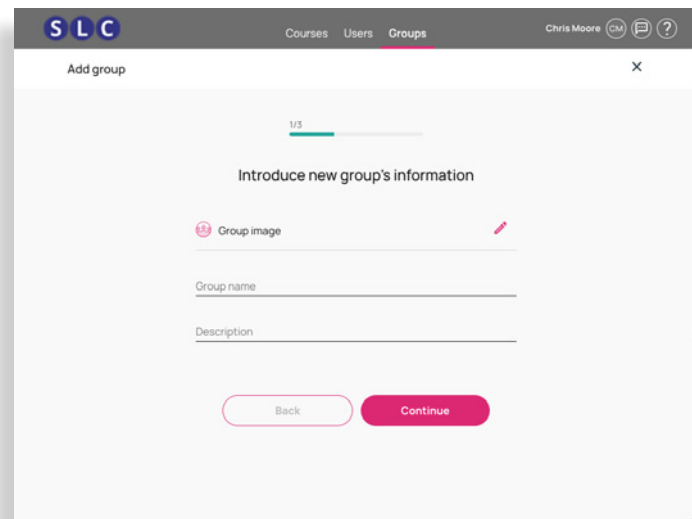 SLC
Courses Users Groups
Chris Moore CM ?
Add group
1/3
Introduce new group's information
Group image
Group name
Description
Back Continue